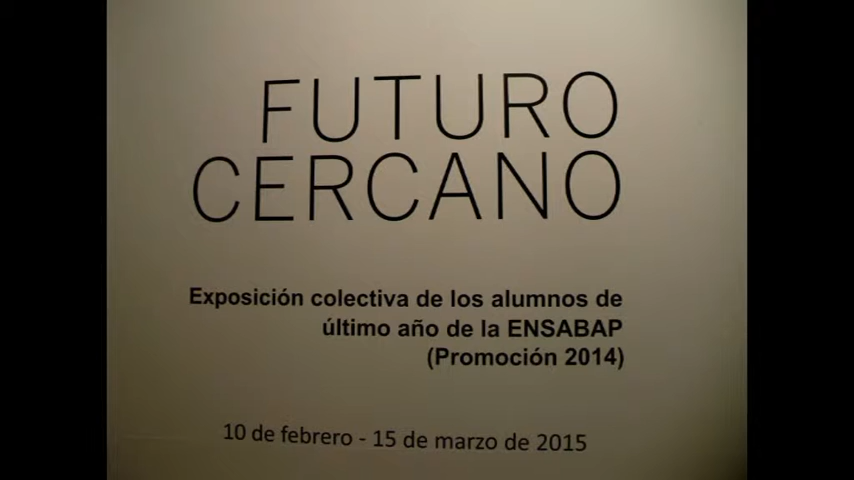 FUTURO
CERCANO
Exposición colectiva de los alumnos de
último año de la ENSABAP
(Promoción 2014)
10 de febrero - 15 de marzo de 2015